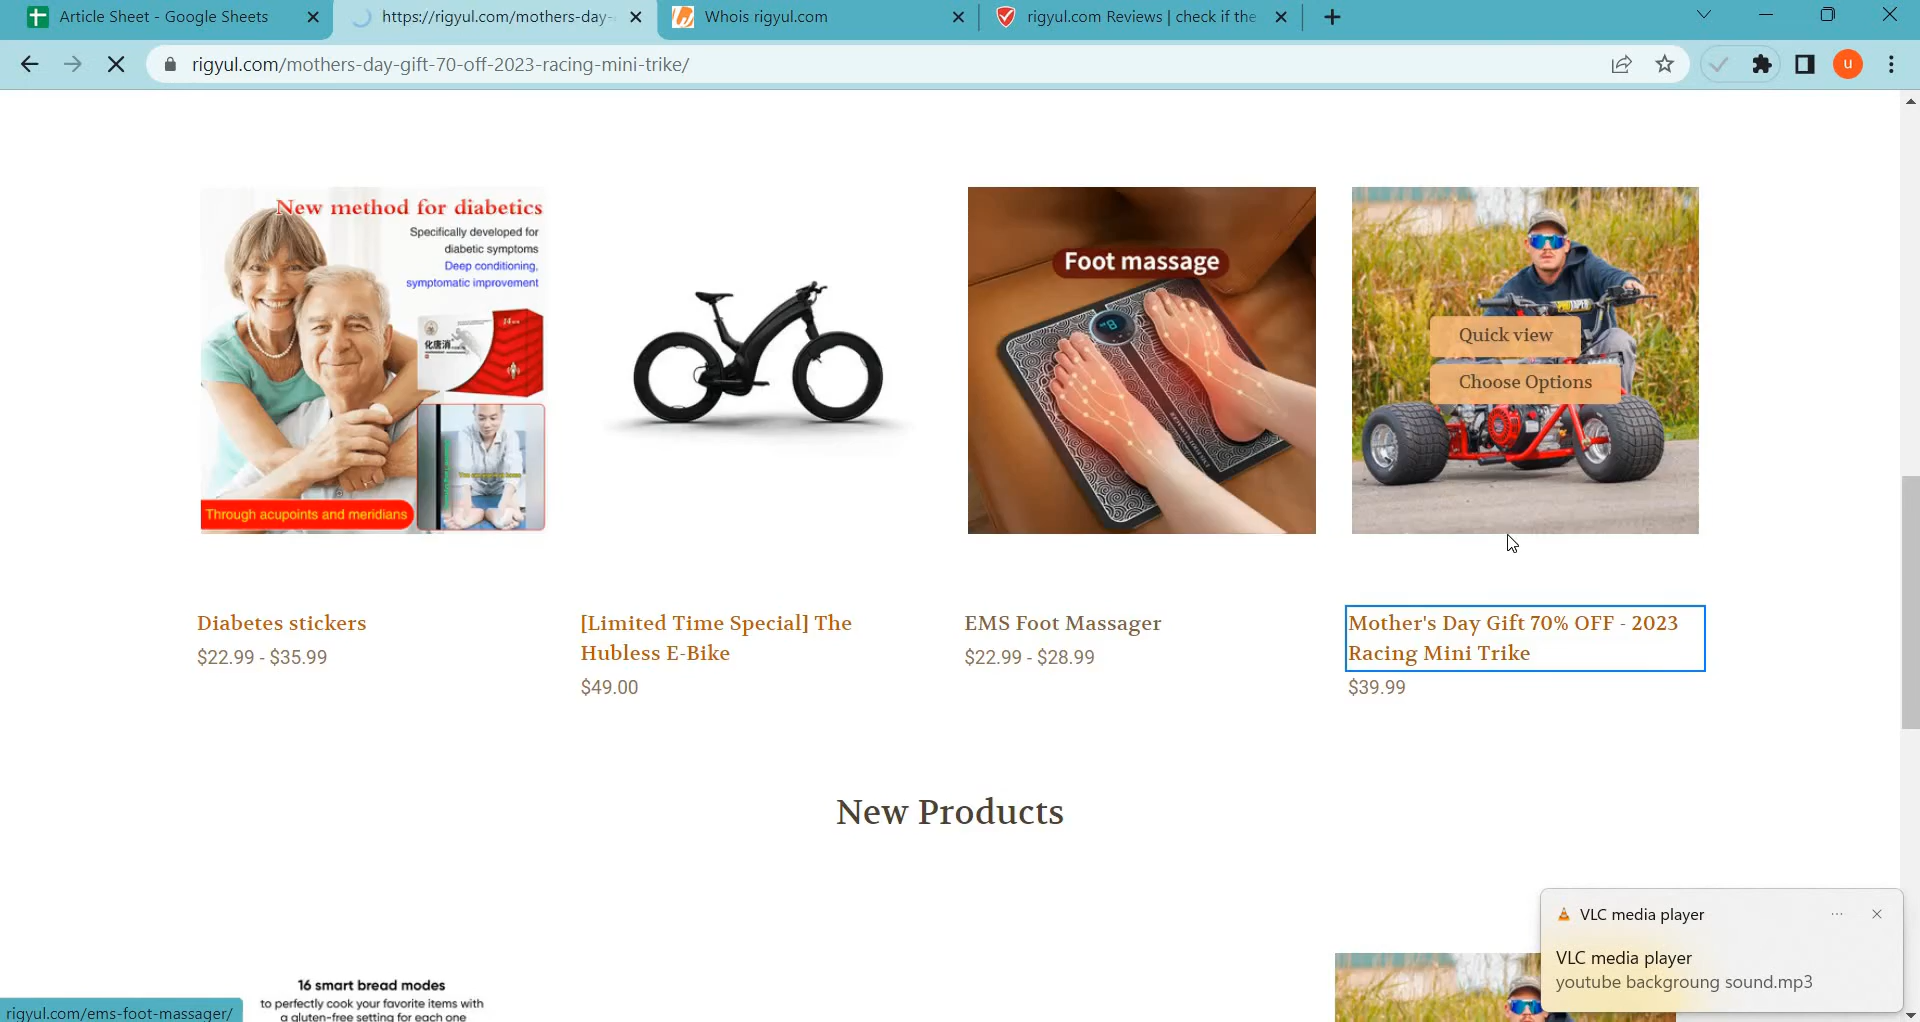 Article Sheet - Google Sheets
https://rigyul.com/mothers-day-
Whois rigyul.com
rigyul.com Reviews | check if the
rigyul.com/mothers-day-gift-70-off-2023-racing-mini-trike/
u
New method for diabetics
Specifically developed for
diabetic symptoms
Deep conditioning,
symptomatic improvement
化唐消
Through acupoints and meridians
Foot massage
Quick view
Choose Options
Diabetes stickers
$22.99 - $35.99
[Limited Time Special] The
Hubless E-Bike
$49.00
EMS Foot Massager
$22.99 - $28.99
Mother's Day Gift 70% OFF - 2023
Racing Mini Trike
$39.99
New Products
16 smart bread modes
to perfectly cook your favorite items with
a gluten-free setting for each one
VLC media player
VLC media player
youtube backgroung sound.mp3
rigyul.com/ems-foot-massager/